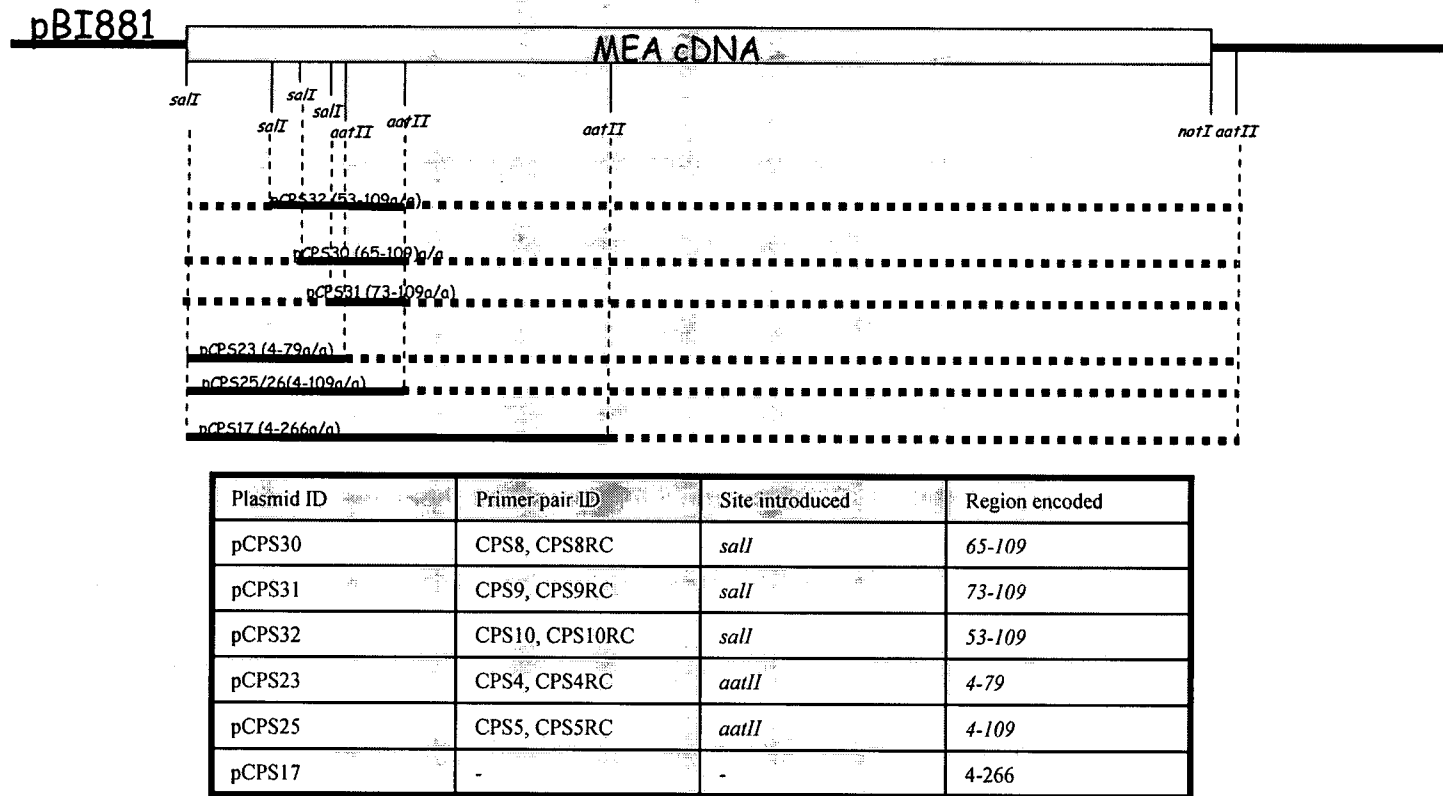 pBI881
MEA cDNA
salI
salI
salI
salI
aatII
aatII
aatII
notI aatII
pCPS32 (53-109a/a)
pCPS30 (65-109)a/a
pCPS31 (73-109a/a)
pCPS23 (4-79a/a)
pCPS25/26(4-109a/a)
pCPS17 (4-266a/a)
Plasmid ID Primer pair ID Site introduced Region encoded
pCPS30 CPS8, CPS8RC salI 65-109
pCPS31 CPS9, CPS9RC salI 73-109
pCPS32 CPS10, CPS10RC salI 53-109
pCPS23 CPS4, CPS4RC aatII 4-79
pCPS25 CPS5, CPS5RC aatII 4-109
pCPS17 - - 4-266